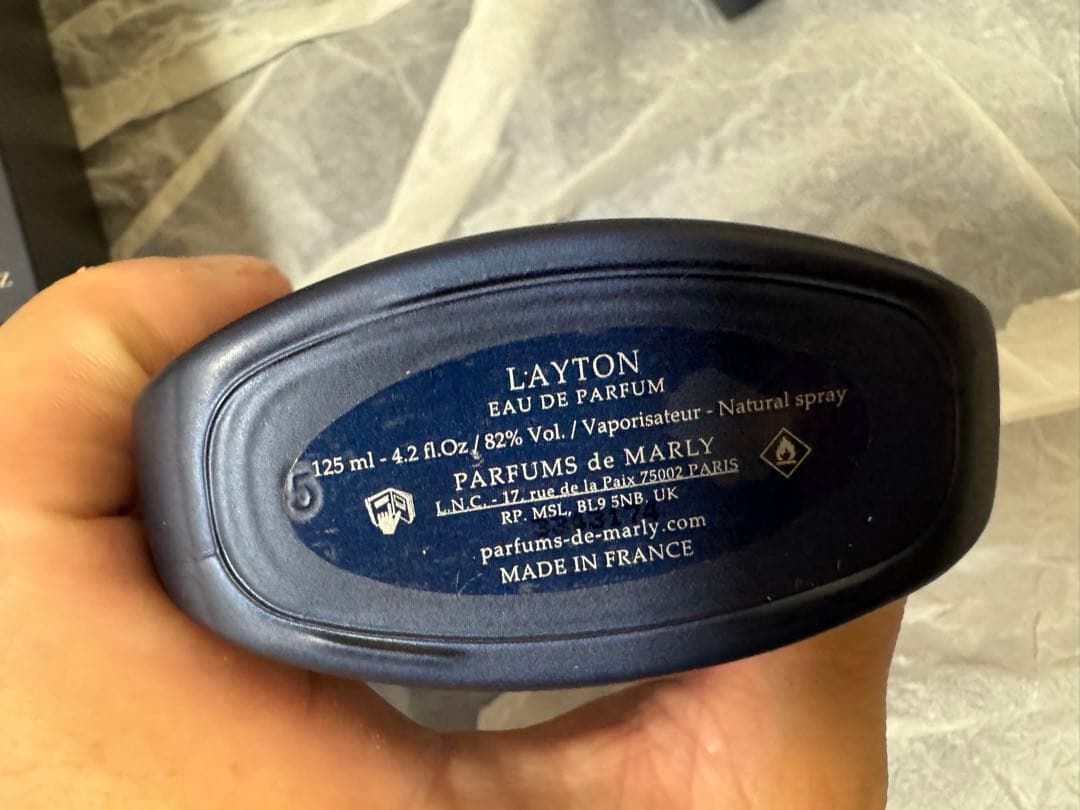 LAYTON
EAU DE PARFUM
125 ml - 4.2 fl.Oz / 82% Vol. / Vaporisateur - Natural spray
PARFUMS de MARLY
L.N.C. - 17, rue de la Paix 75002 PARIS
RP. MSL, BL9 5NB, UK
parfums-de-marly.com
MADE IN FRANCE
5
Z